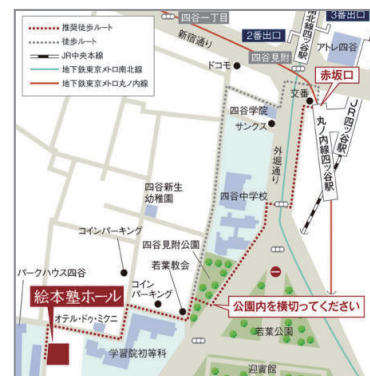 推奨徒歩ルート
徒歩ルート
JR中央本線
地下鉄東京メトロ南北線
地下鉄東京メトロ丸ノ内線
四谷一丁目
新宿通り
2番出口
3番出口
南北線四ツ谷駅
アトレ四谷
四谷見附
ドコモ
交番
赤坂口
四谷学院
サンクス
外堀通り
丸ノ内線四ツ谷駅
JR四ツ谷駅
四谷中学校
四谷新生
幼稚園
コインパーキング
四谷見附公園
若葉教会
パークハウス四谷
コイン
パーキング
公園内を横切ってください
絵本塾ホール
オテル・ドゥ・ミクニ
若葉公園
学習院初等科
迎賓館